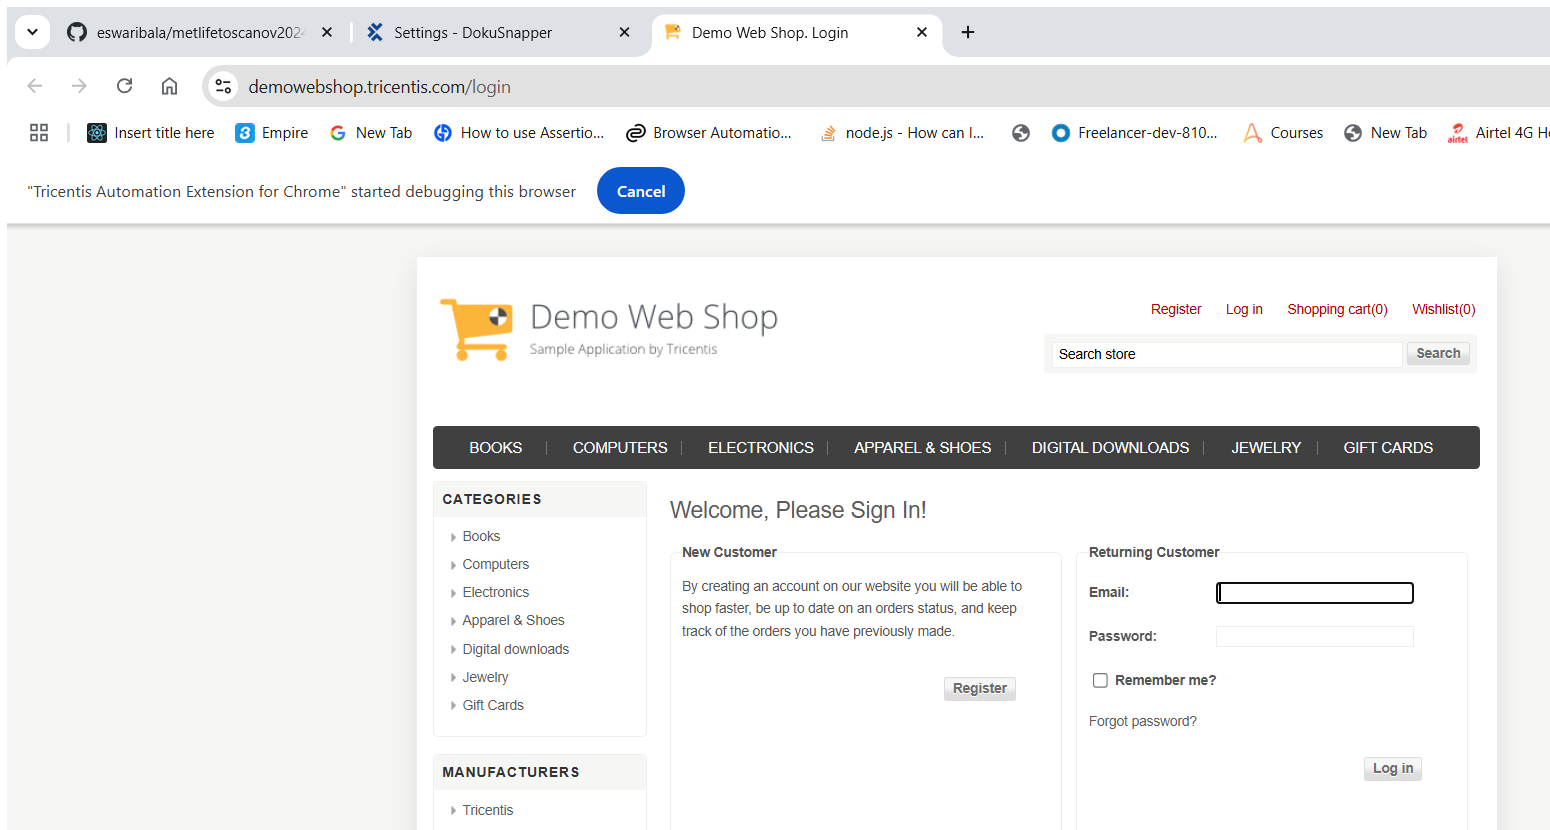 eswaribala/metlifetoscanov202
Settings - DokuSnapper
Demo Web Shop. Login
demowebshop.tricentis.com/login
Insert title here
Empire
New Tab
How to use Assertio...
Browser Automatio...
node.js - How can I...
Freelancer-dev-810...
Courses
New Tab
airtel
Airtel 4G H
"Tricentis Automation Extension for Chrome" started debugging this browser
Cancel
Demo Web Shop
Sample Application by Tricentis
Register
Log in
Shopping cart(0)
Wishlist(0)
Search store
Search
BOOKS
COMPUTERS
ELECTRONICS
APPAREL & SHOES
DIGITAL DOWNLOADS
JEWELRY
GIFT CARDS
CATEGORIES
Books
Computers
Electronics
Apparel & Shoes
Digital downloads
Jewelry
Gift Cards
MANUFACTURERS
Tricentis
Welcome, Please Sign In!
New Customer
By creating an account on our website you will be able to
shop faster, be up to date on an orders status, and keep
track of the orders you have previously made.
Register
Returning Customer
Email:
Password:
Remember me?
Forgot password?
Log in